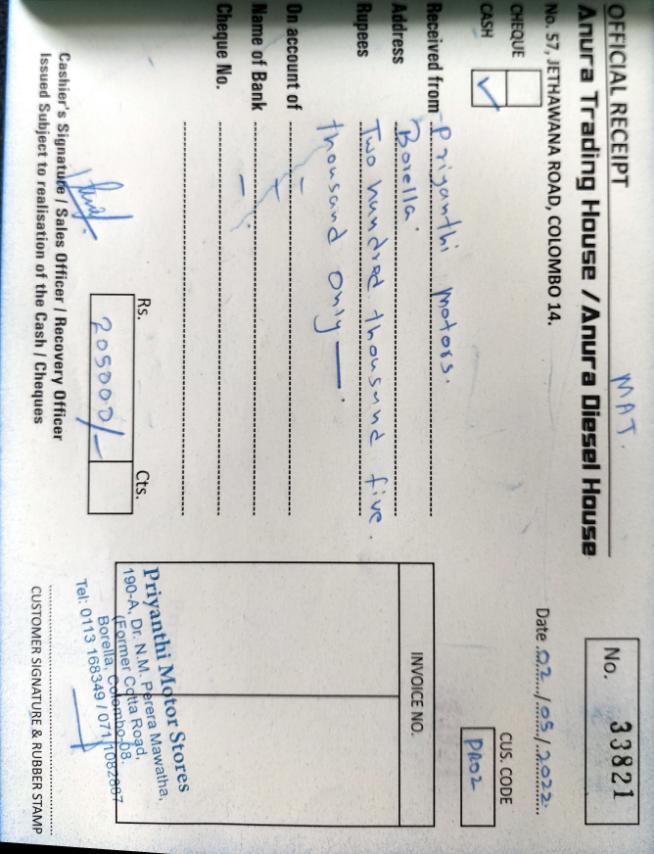 OFFICIAL RECEIPT
MAT.
No. 33821
Anura Trading House / Anura Diesel House
No. 57, JETHAWANA ROAD, COLOMBO 14.
Date 02/05/2022.
CHEQUE
CASH ✓
CUS. CODE
PR02
Received from Priyanthi Motors.
Address Borella.
Rupees Two hundred thousand five.
thousand only —.
On account of –
Name of Bank –
Cheque No.
INVOICE NO.
Rs. Cts.
205000/–
Priyanthi Motor Stores
190-A, Dr. N.M. Perera Mawatha,
(Former Cotta Road,
Borella, Colombo-08.
Tel: 0113 168349 / 071 1082887
Cashier's Signature / Sales Officer / Recovery Officer
Issued Subject to realisation of the Cash / Cheques
CUSTOMER SIGNATURE & RUBBER STAMP